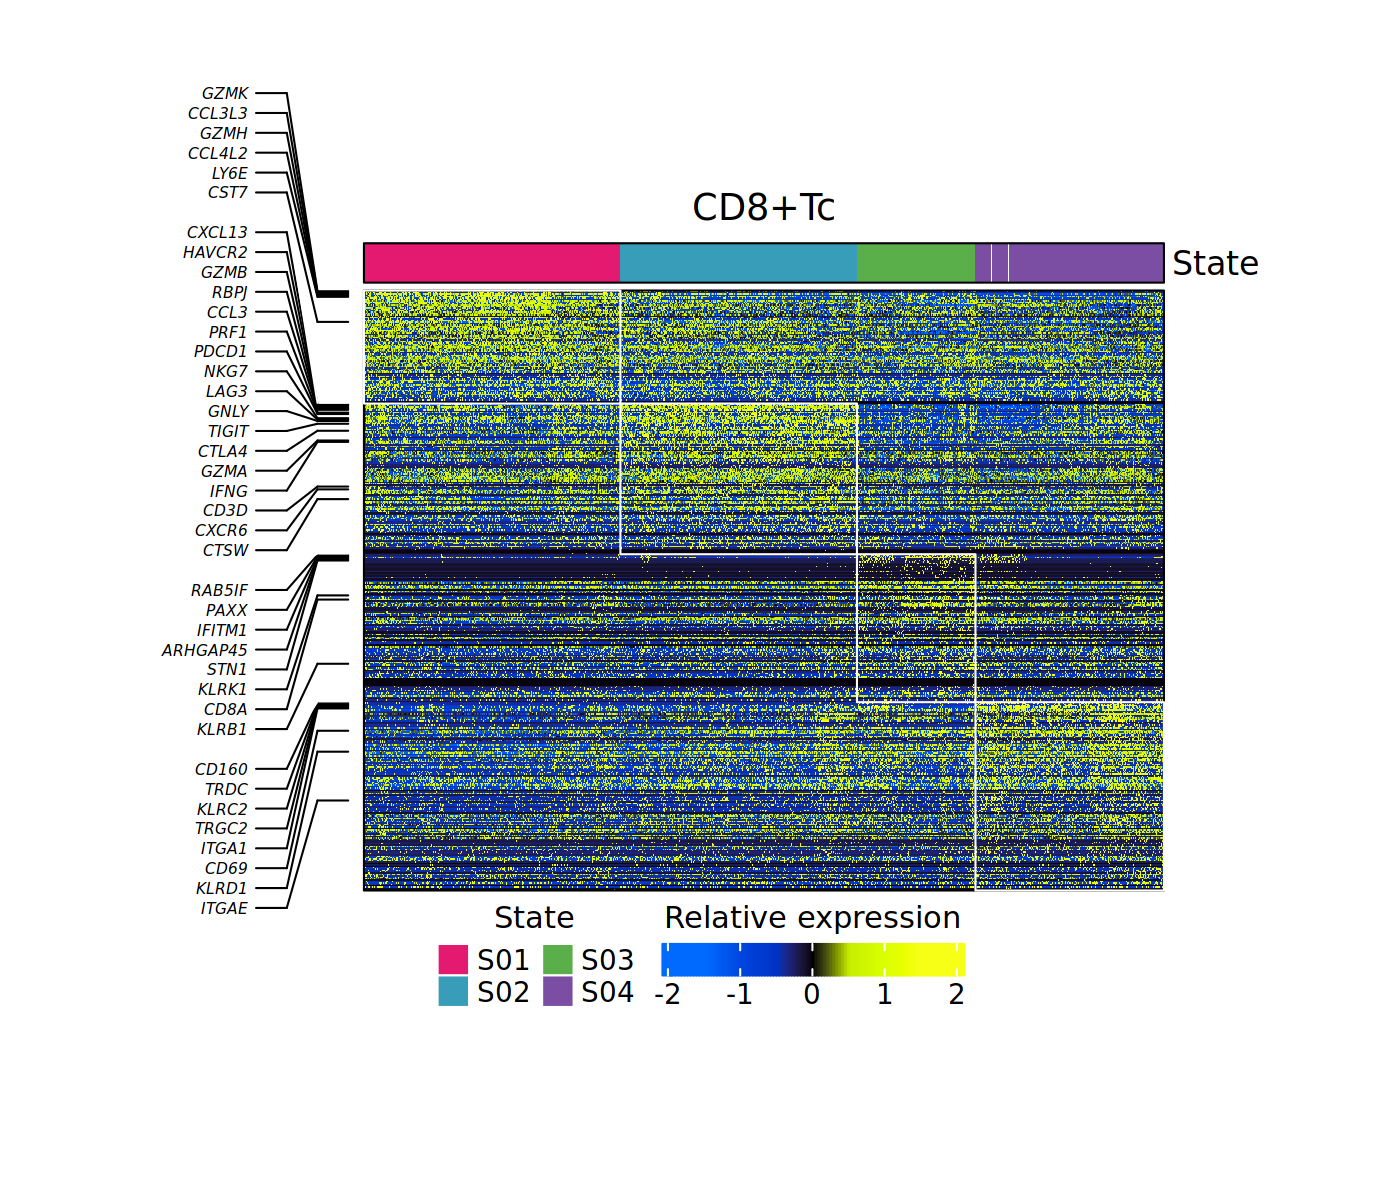 GZMK
CCL3L3
GZMH
CCL4L2
LY6E
CST7
CXCL13
HAVCR2
GZMB
RBPJ
CCL3
PRF1
PDCD1
NKG7
LAG3
GNLY
TIGIT
CTLA4
GZMA
IFNG
CD3D
CXCR6
CTSW
RAB5IF
PAXX
IFITM1
ARHGAP45
STN1
KLRK1
CD8A
KLRB1
CD160
TRDC
KLRC2
TRGC2
ITGA1
CD69
KLRD1
ITGAE
CD8+Tc
State
State
S01 S03
S02 S04
Relative expression
-2 -1 0 1 2